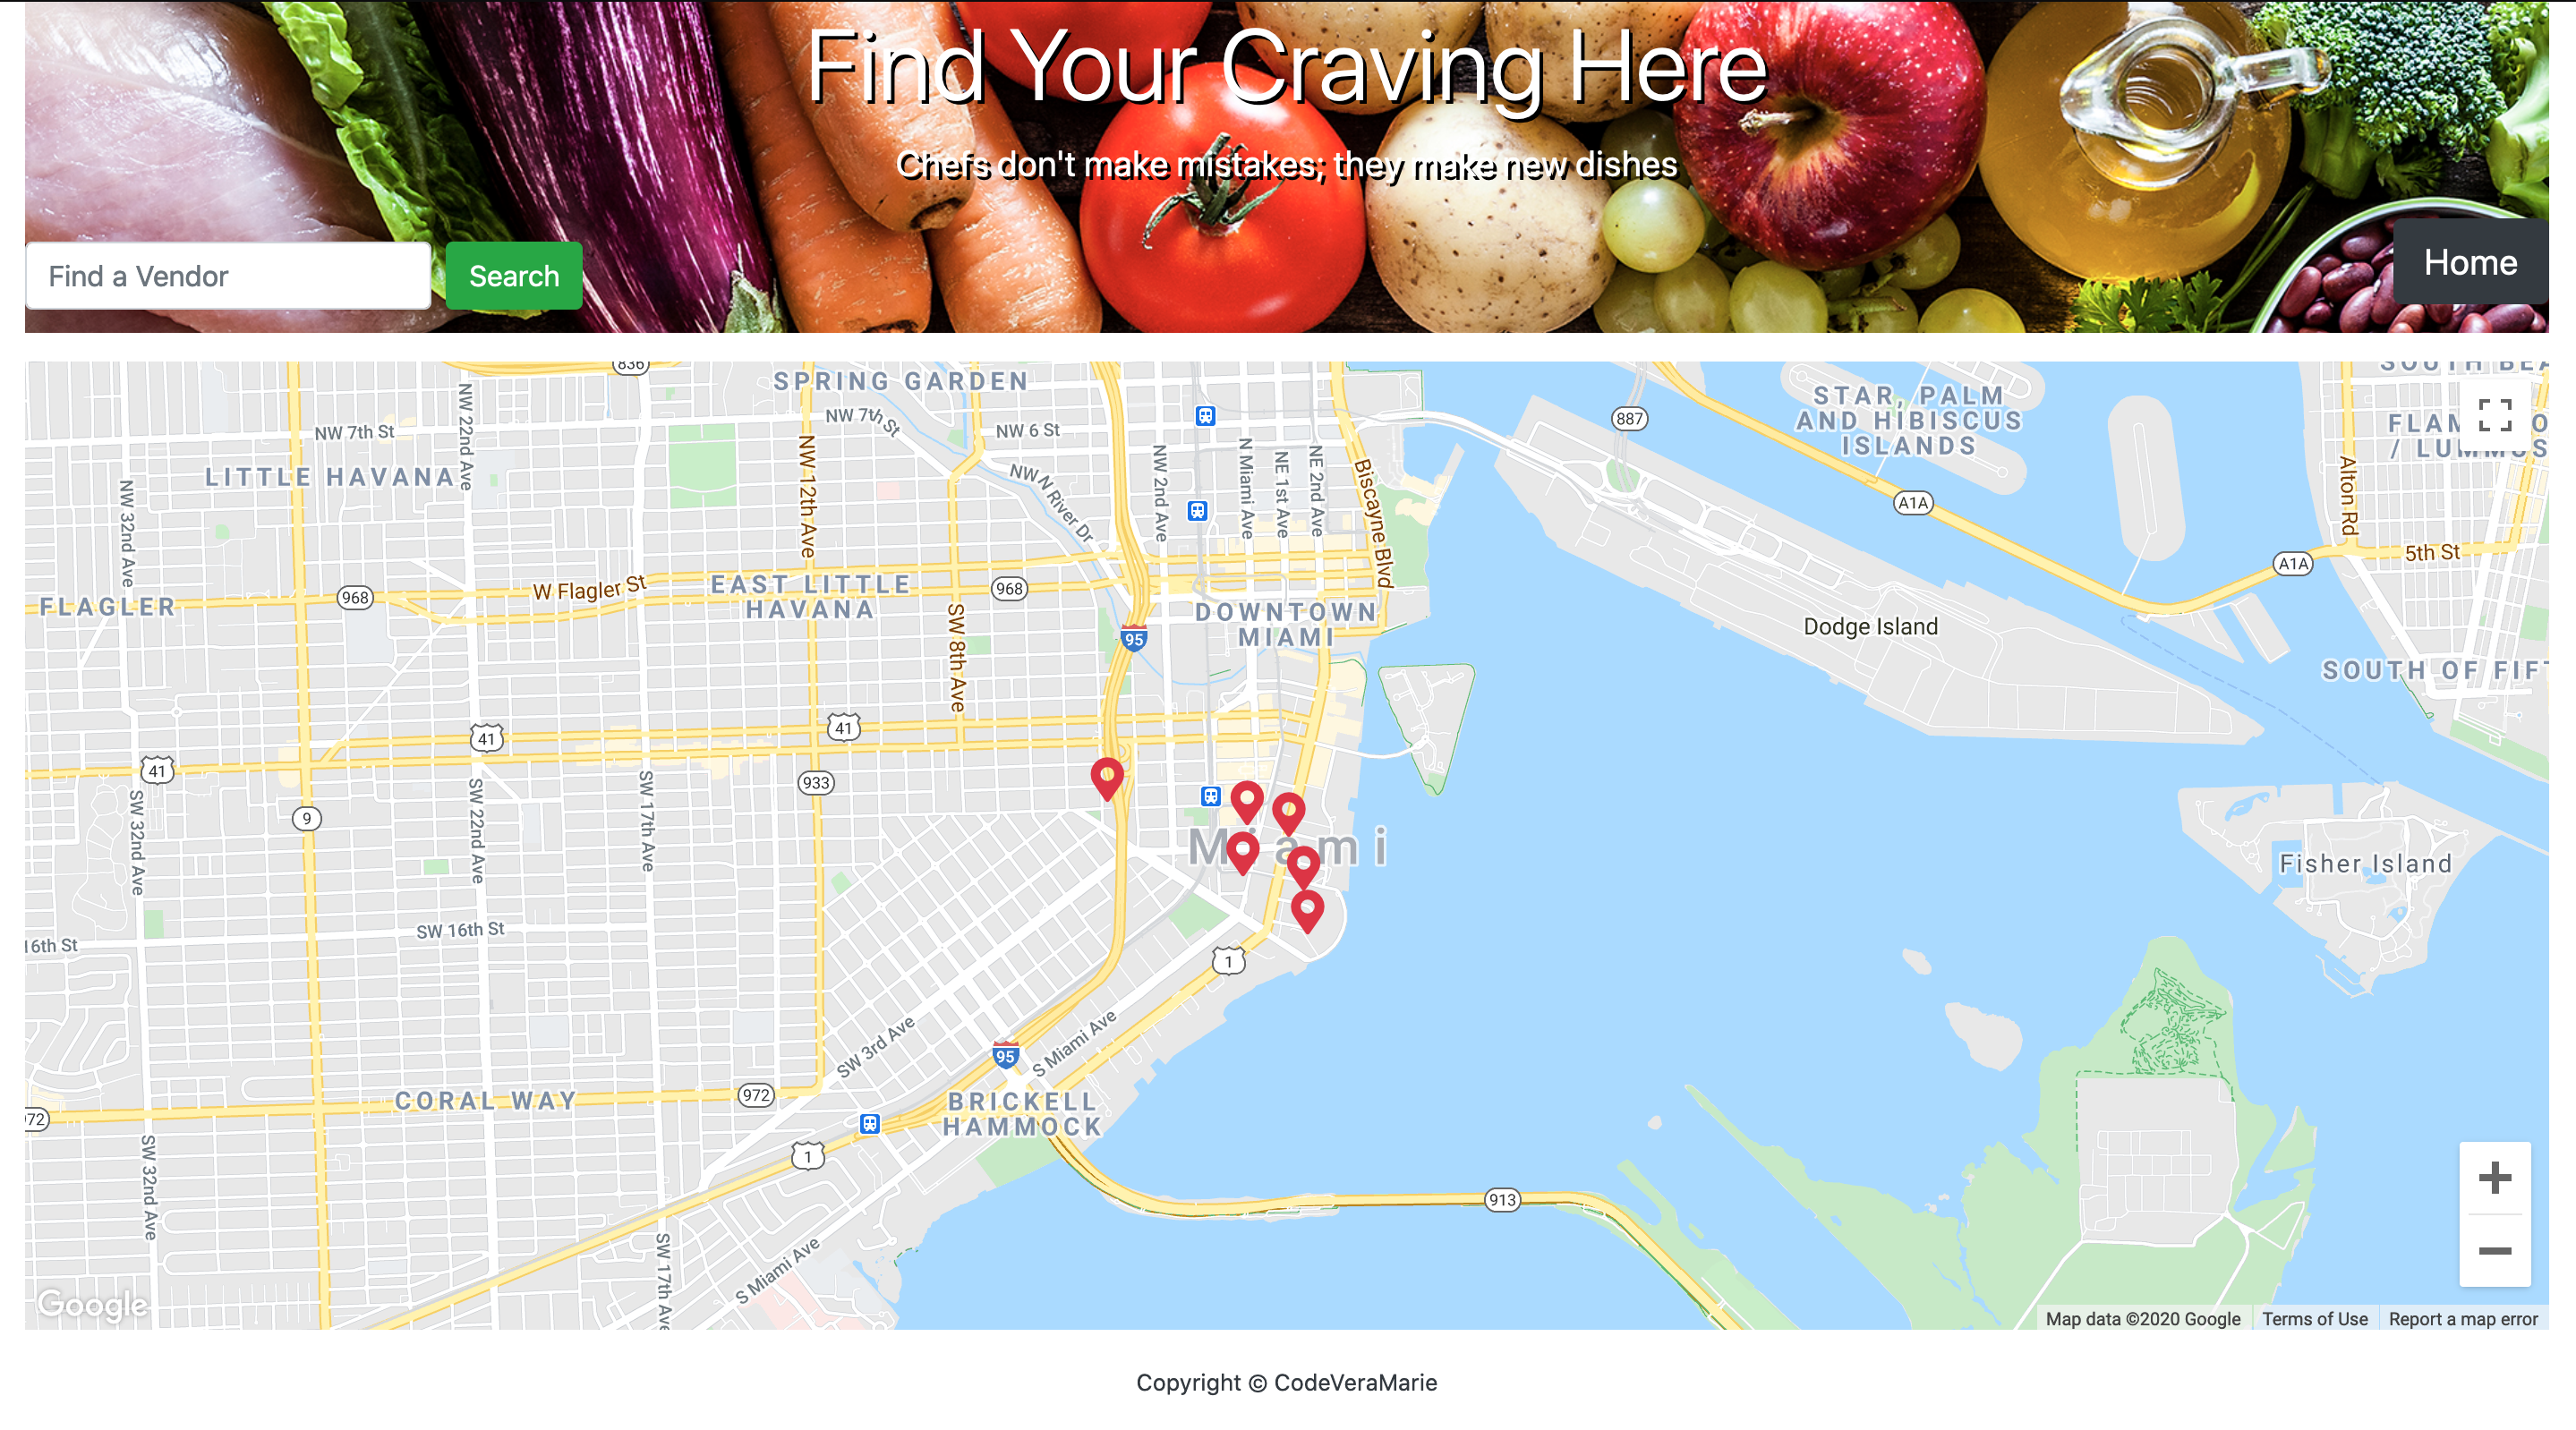 Find Your Craving Here
Chefs don't make mistakes; they make new dishes
Find a Vendor
Search
Home
836
SPRING GARDEN
STAR, PALM
AND HIBISCUS
ISLANDS
887
NW 7th St
NW 7th St
NW 6 St
NW 22nd Ave
LITTLE HAVANA
NW 12th Ave
NW N River Dr
NW 2nd Ave
N Miami Ave
NE 1st Ave
NE 2nd Ave
Biscayne Blvd
A1A
Alton Rd
NW 32nd Ave
5th St
A1A
W Flagler St
EAST LITTLE
HAVANA
968
968
FLAGLER
DOWNTOWN
MIAMI
95
Dodge Island
SW 8th Ave
SOUTH OF FIFT
41
41
41
933
9
SW 32nd Ave
SW 22nd Ave
SW 17th Ave
Miami
Fisher Island
16th St
SW 16th St
1
SW 3rd Ave
S Miami Ave
95
CORAL WAY
972
972
BRICKELL
HAMMOCK
1
SW 32nd Ave
913
SW 17th Ave
S Miami Ave
Google
Map data ©2020 Google
Terms of Use
Report a map error
Copyright © CodeVeraMarie